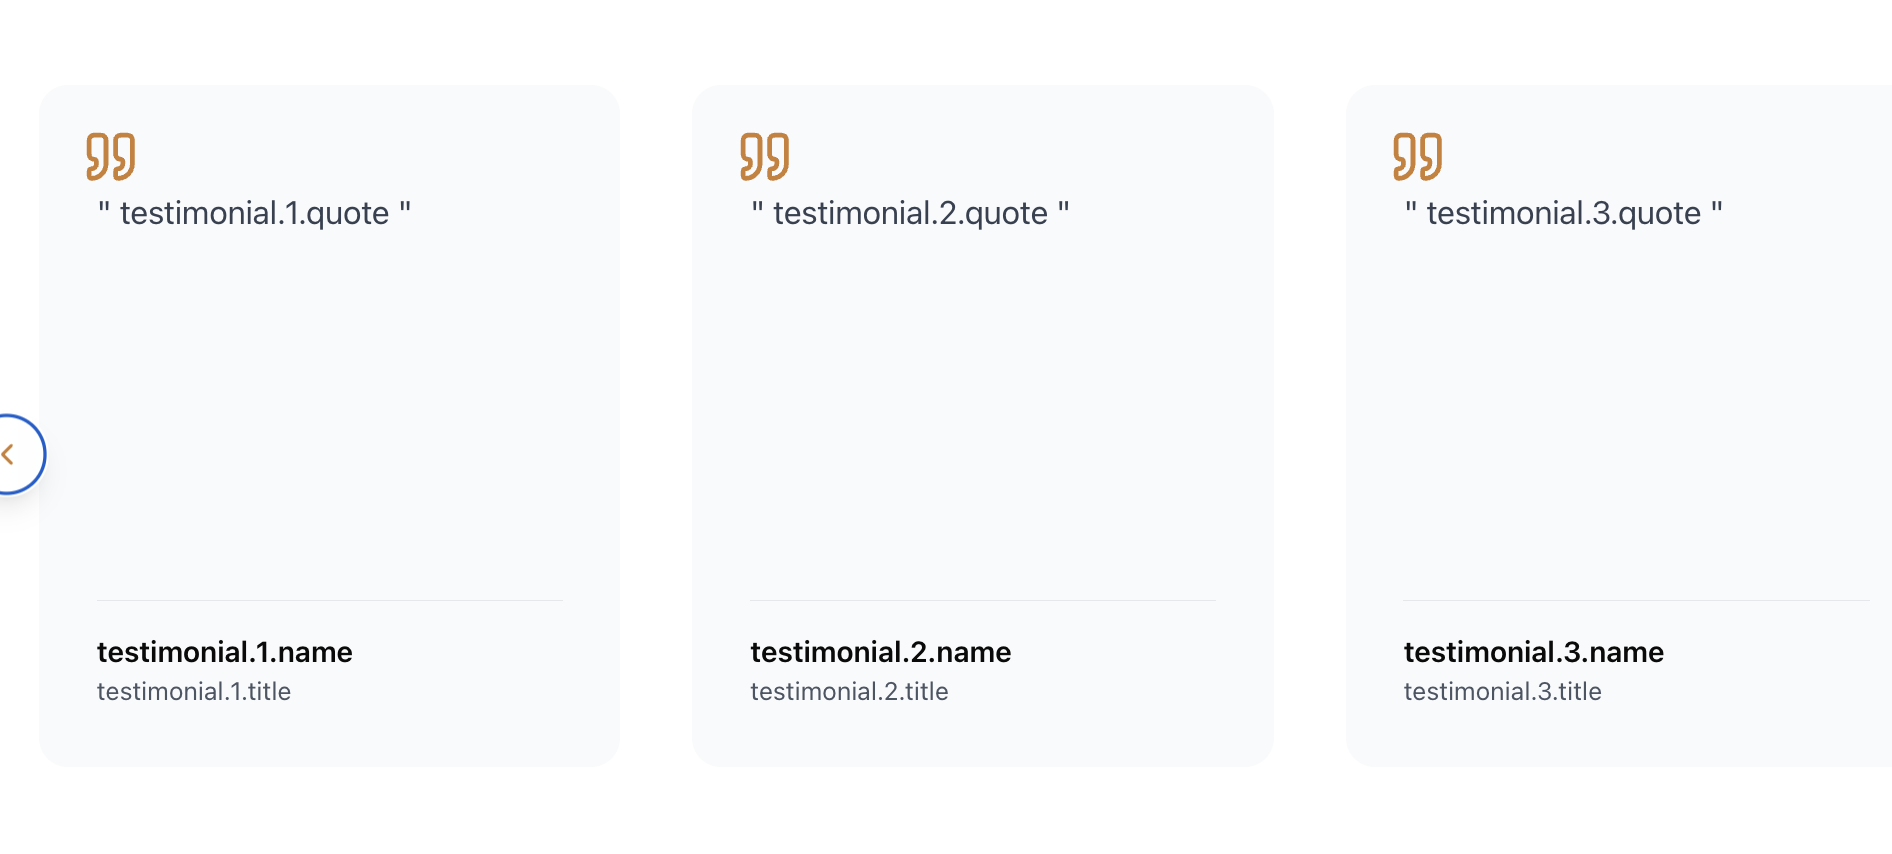 " testimonial.1.quote "
testimonial.1.name
testimonial.1.title
" testimonial.2.quote "
testimonial.2.name
testimonial.2.title
" testimonial.3.quote "
testimonial.3.name
testimonial.3.title